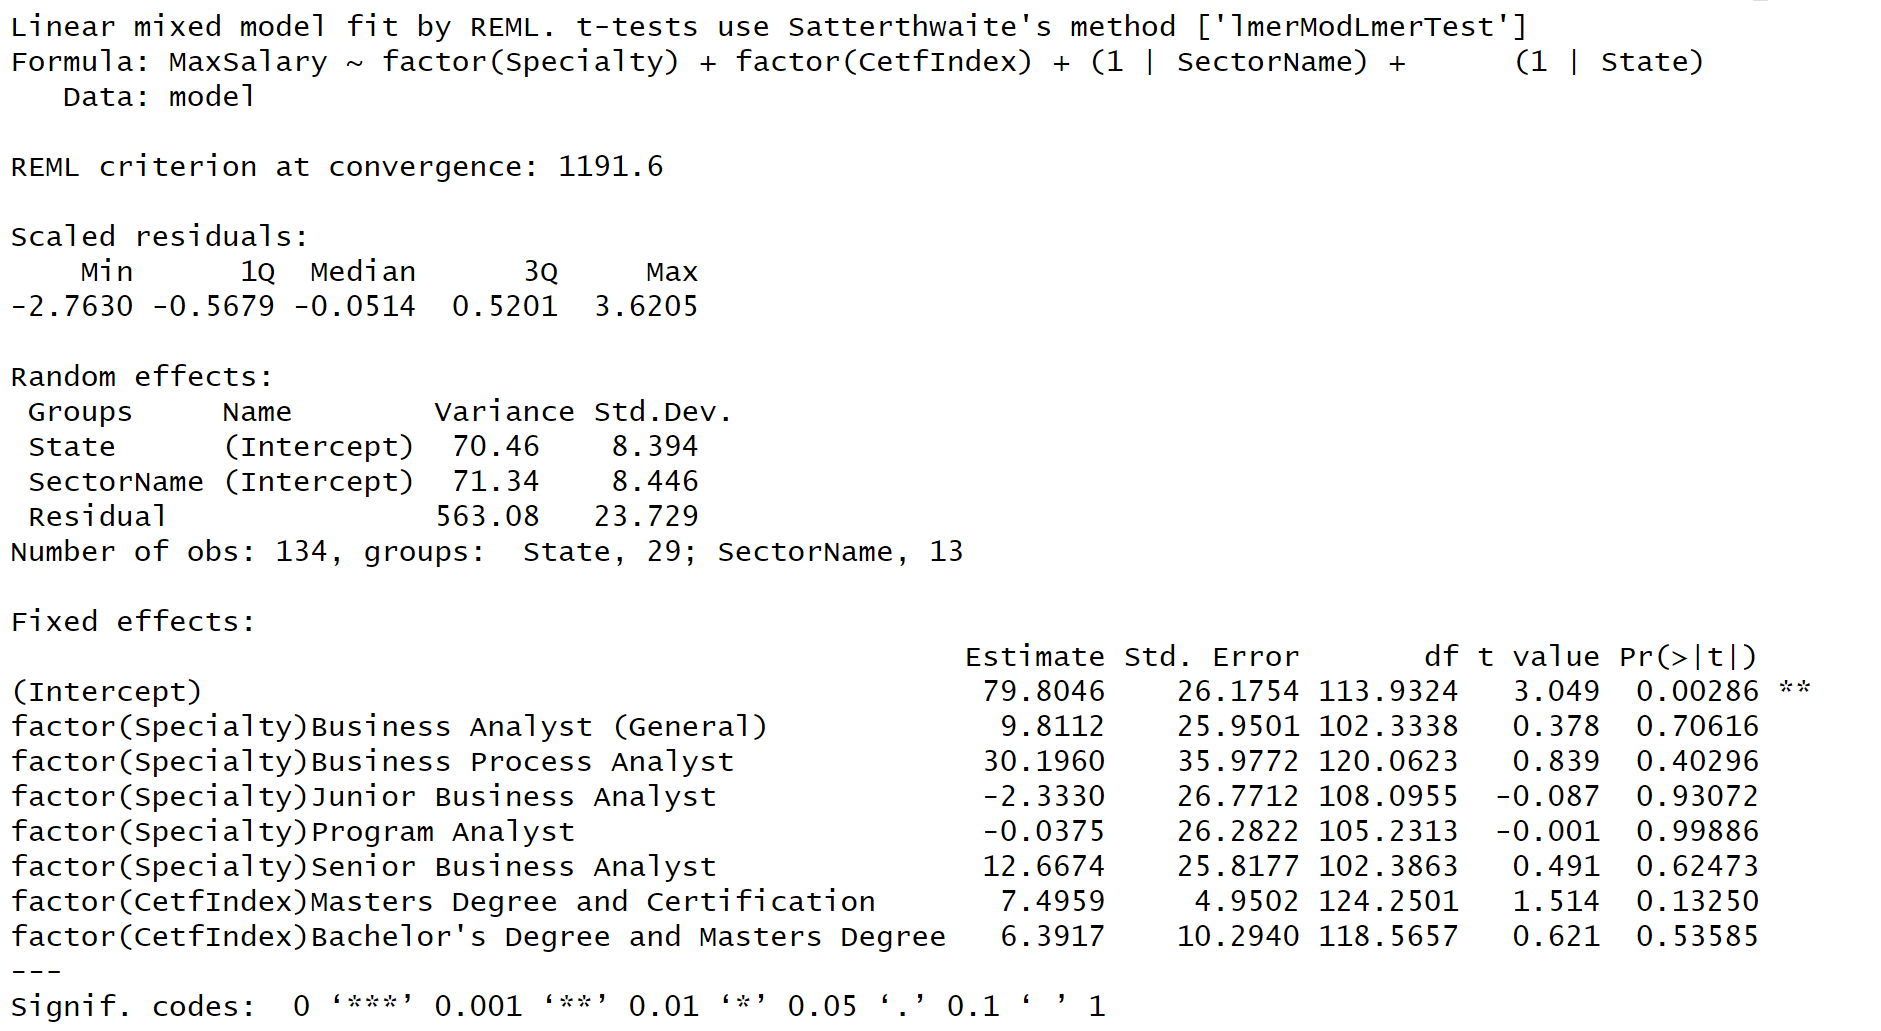 Linear mixed model fit by REML. t-tests use Satterthwaite's method ['lmerModLmerTest']
Formula: MaxSalary ~ factor(Specialty) + factor(CetfIndex) + (1 | SectorName) +      (1 | State)
   Data: model

REML criterion at convergence: 1191.6

Scaled residuals:
    Min      1Q  Median      3Q     Max
-2.7630 -0.5679 -0.0514  0.5201  3.6205

Random effects:
 Groups     Name        Variance Std.Dev.
 State      (Intercept)  70.46    8.394
 SectorName (Intercept)  71.34    8.446
 Residual               563.08   23.729
Number of obs: 134, groups:  State, 29; SectorName, 13

Fixed effects:
                                                      Estimate Std. Error       df t value Pr(>|t|)
(Intercept)                                            79.8046    26.1754 113.9324   3.049  0.00286 **
factor(Specialty)Business Analyst (General)             9.8112    25.9501 102.3338   0.378  0.70616
factor(Specialty)Business Process Analyst              30.1960    35.9772 120.0623   0.839  0.40296
factor(Specialty)Junior Business Analyst               -2.3330    26.7712 108.0955  -0.087  0.93072
factor(Specialty)Program Analyst                       -0.0375    26.2822 105.2313  -0.001  0.99886
factor(Specialty)Senior Business Analyst               12.6674    25.8177 102.3863   0.491  0.62473
factor(CetfIndex)Masters Degree and Certification       7.4959     4.9502 124.2501   1.514  0.13250
factor(CetfIndex)Bachelor's Degree and Masters Degree   6.3917    10.2940 118.5657   0.621  0.53585
---
Signif. codes:  0 ‘***’ 0.001 ‘**’ 0.01 ‘*’ 0.05 ‘.’ 0.1 ‘ ’ 1